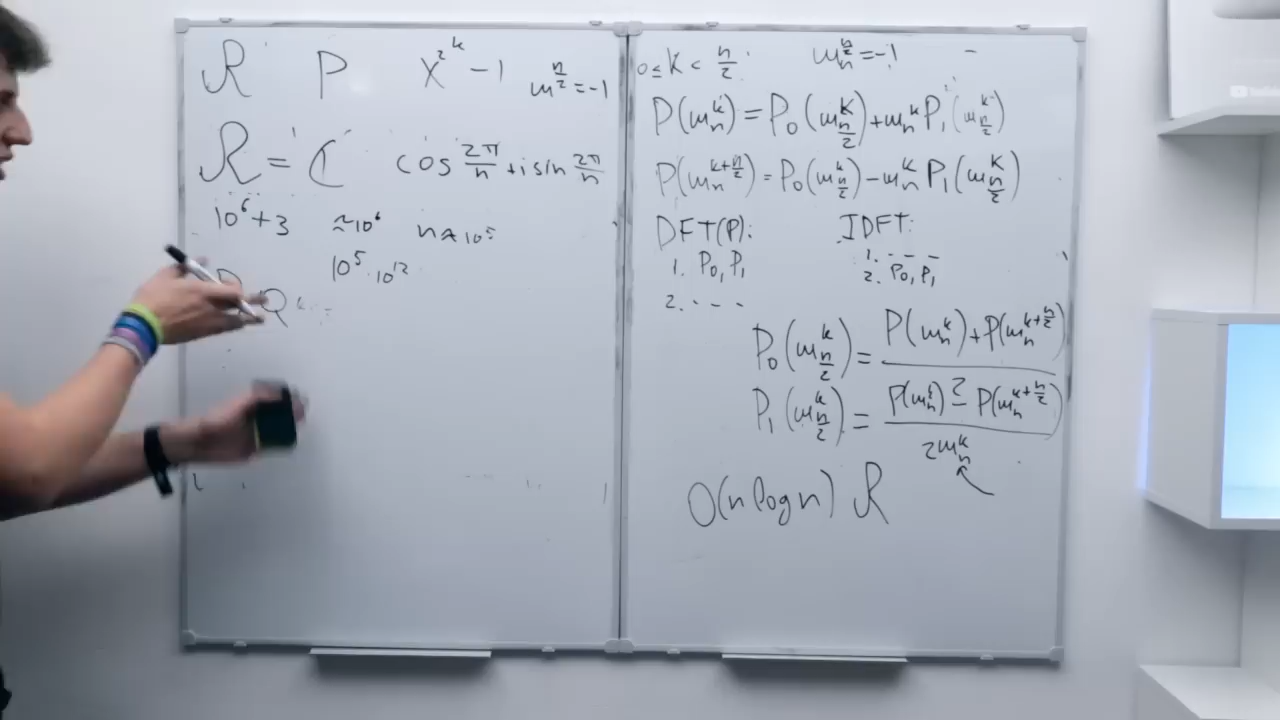 R P x^{2^k} - 1 w^{n/2} = -1
R = C cos 2π/n + i sin 2π/n
10^6 + 3 ≈10^6 n≈10^5
10^5 · 10^12
Q
0 ≤ k < n/2 w_n^{n/2} = -1
P(w_n^k) = P_0(w_{n/2}^k) + w_n^k P_1(w_{n/2}^k)
P(w_n^{k+n/2}) = P_0(w_{n/2}^k) - w_n^k P_1(w_{n/2}^k)
DFT(P): IDFT:
1. P_0, P_1 1. - - -
2. - - - 2. P_0, P_1
P_0(w_{n/2}^k) = (P(w_n^k) + P(w_n^{k+n/2})) / 2
P_1(w_{n/2}^k) = (P(w_n^k) - P(w_n^{k+n/2})) / 2w_n^k
O(n log n) R